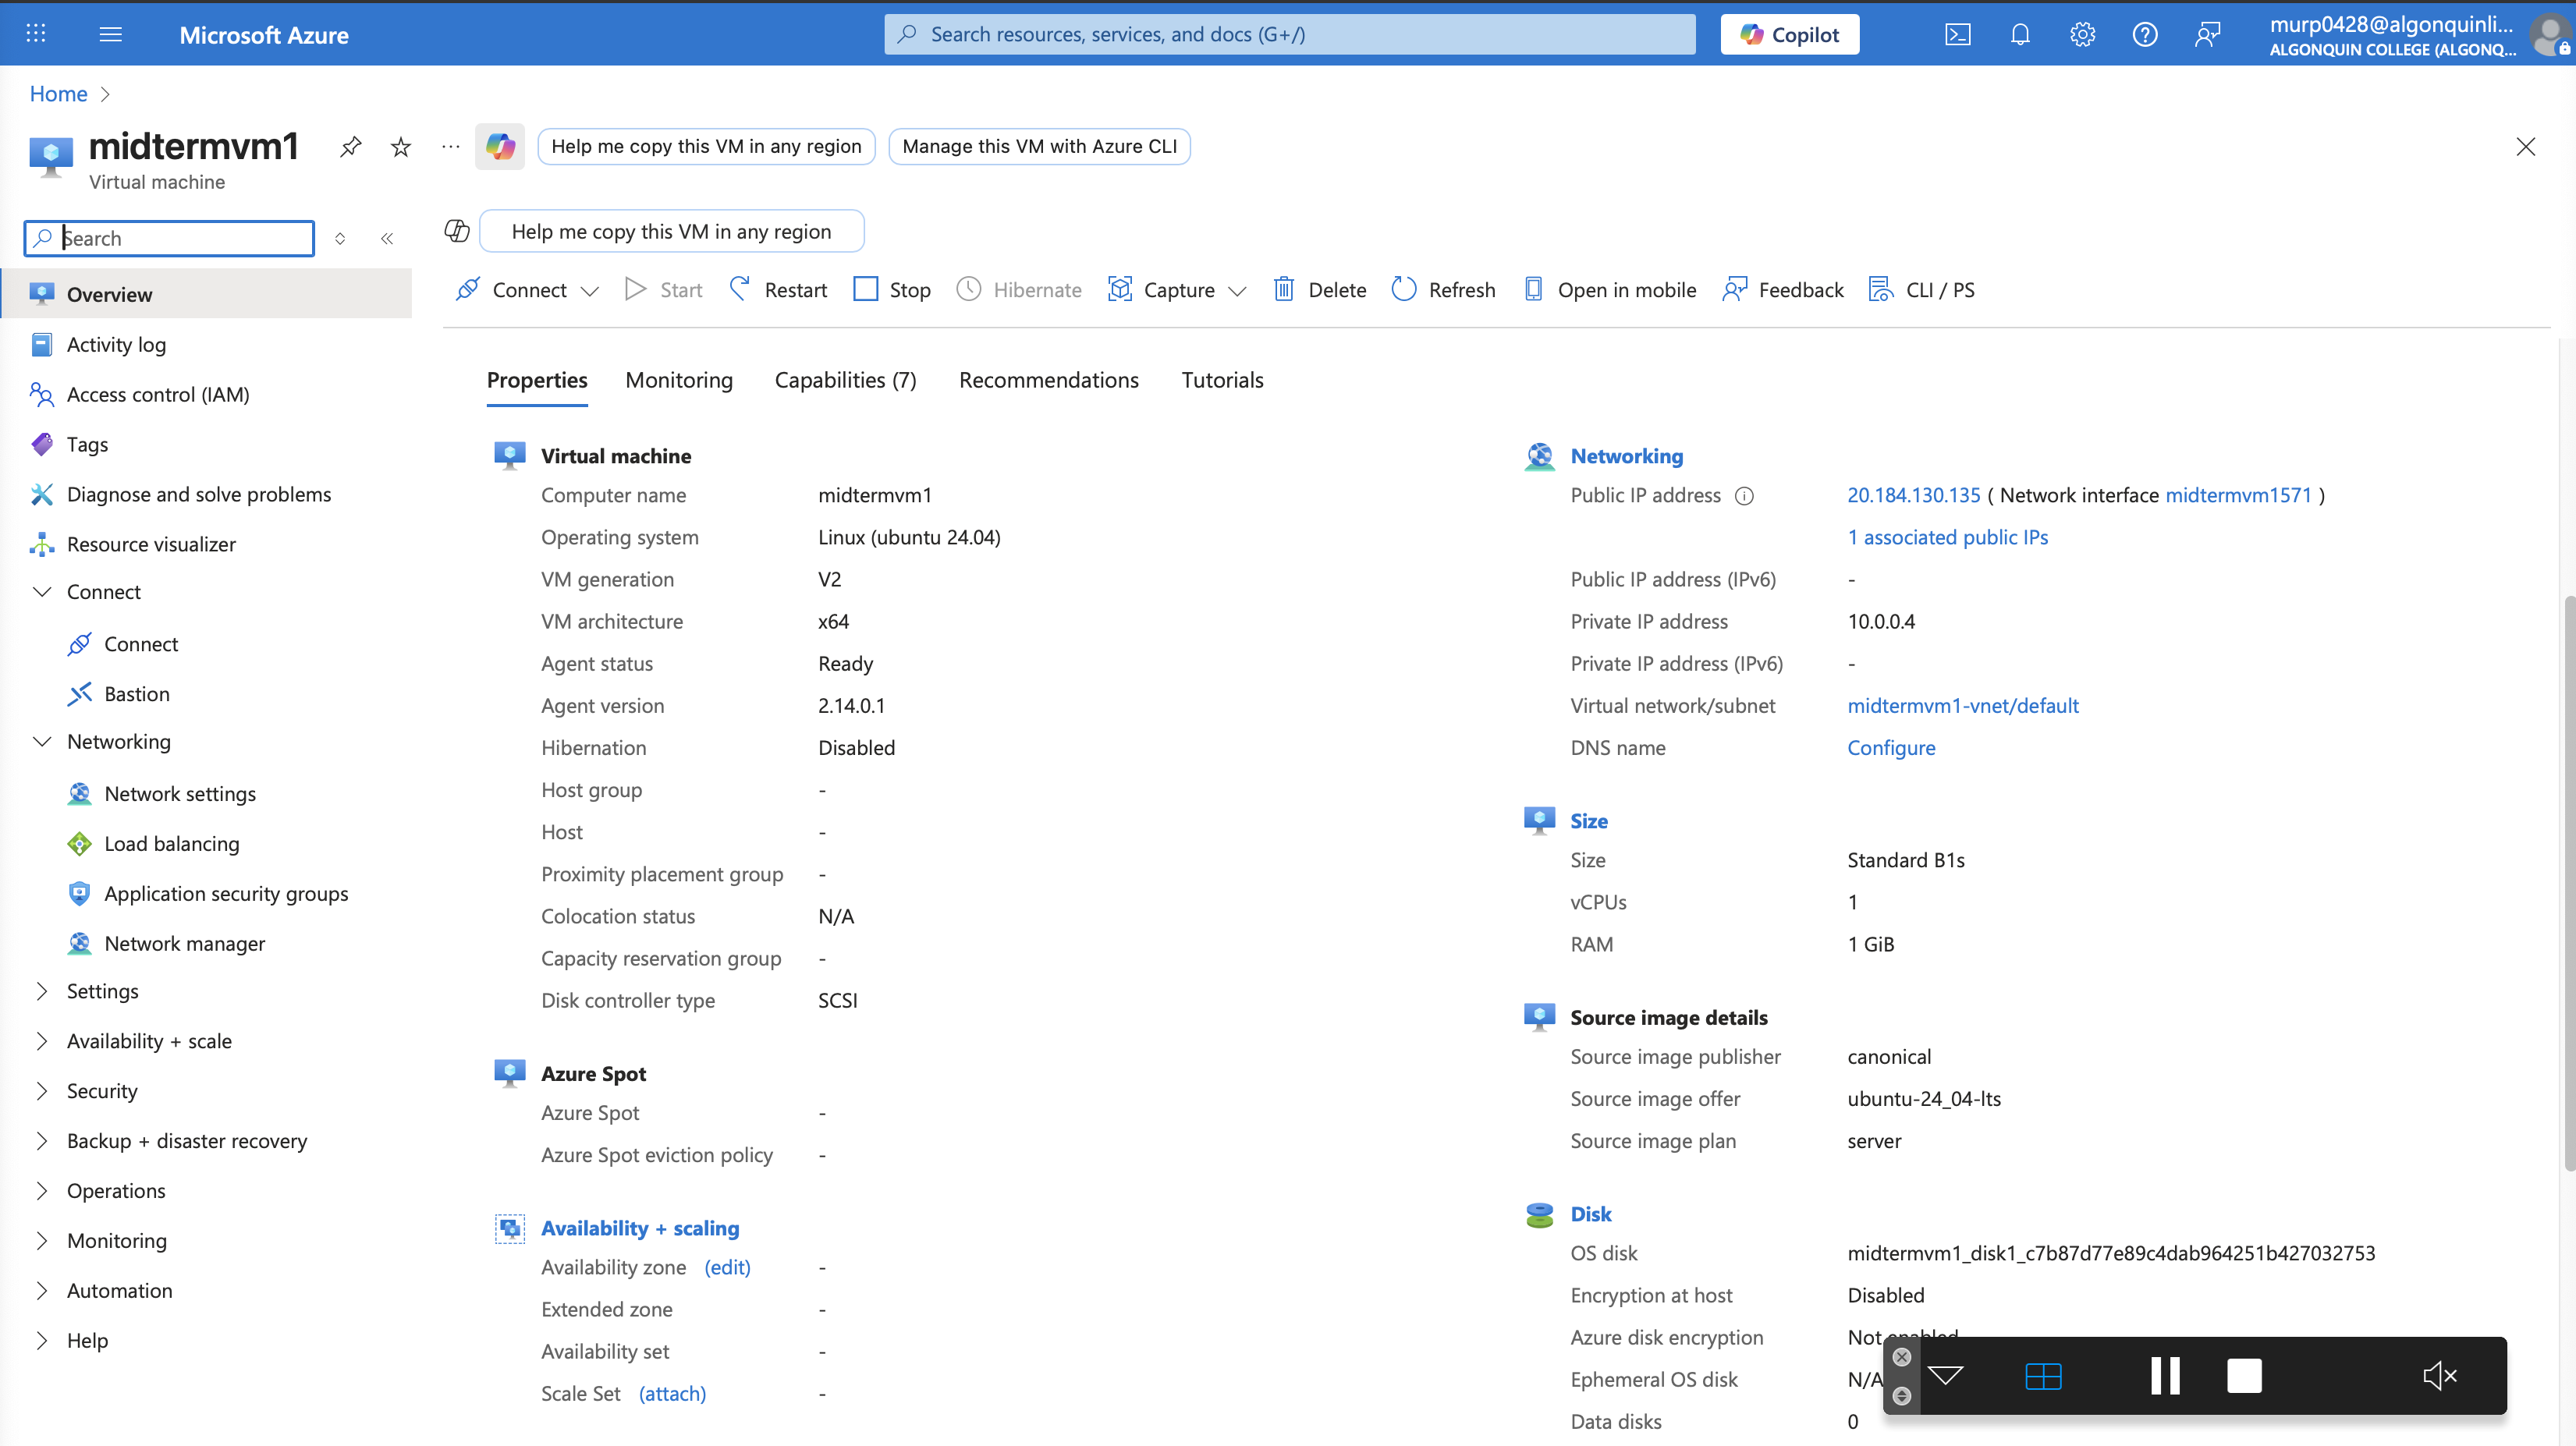 Microsoft Azure
Search resources, services, and docs (G+/)
Copilot
murp0428@algonquinli...
ALGONQUIN COLLEGE (ALGONQ...
Home
midtermvm1
Virtual machine
Help me copy this VM in any region
Manage this VM with Azure CLI
Search
Help me copy this VM in any region
Connect
Start
Restart
Stop
Hibernate
Capture
Delete
Refresh
Open in mobile
Feedback
CLI / PS
Overview
Activity log
Access control (IAM)
Tags
Diagnose and solve problems
Resource visualizer
Connect
Connect
Bastion
Networking
Network settings
Load balancing
Application security groups
Network manager
Settings
Availability + scale
Security
Backup + disaster recovery
Operations
Monitoring
Automation
Help
Properties
Monitoring
Capabilities (7)
Recommendations
Tutorials
Virtual machine
Computer name midtermvm1
Operating system Linux (ubuntu 24.04)
VM generation V2
VM architecture x64
Agent status Ready
Agent version 2.14.0.1
Hibernation Disabled
Host group -
Host -
Proximity placement group -
Colocation status N/A
Capacity reservation group -
Disk controller type SCSI
Azure Spot
Azure Spot -
Azure Spot eviction policy -
Availability + scaling
Availability zone (edit) -
Extended zone -
Availability set -
Scale Set (attach) -
Networking
Public IP address 20.184.130.135 ( Network interface midtermvm1571 )
1 associated public IPs
Public IP address (IPv6) -
Private IP address 10.0.0.4
Private IP address (IPv6) -
Virtual network/subnet midtermvm1-vnet/default
DNS name Configure
Size
Size Standard B1s
vCPUs 1
RAM 1 GiB
Source image details
Source image publisher canonical
Source image offer ubuntu-24_04-lts
Source image plan server
Disk
OS disk midtermvm1_disk1_c7b87d77e89c4dab964251b427032753
Encryption at host Disabled
Azure disk encryption Not enabled
Ephemeral OS disk N/A
Data disks 0